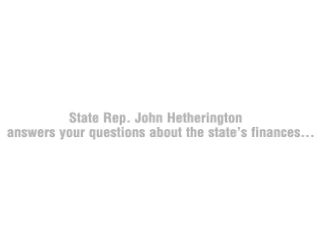 State Rep. John Hetherington
answers your questions about the state's finances...